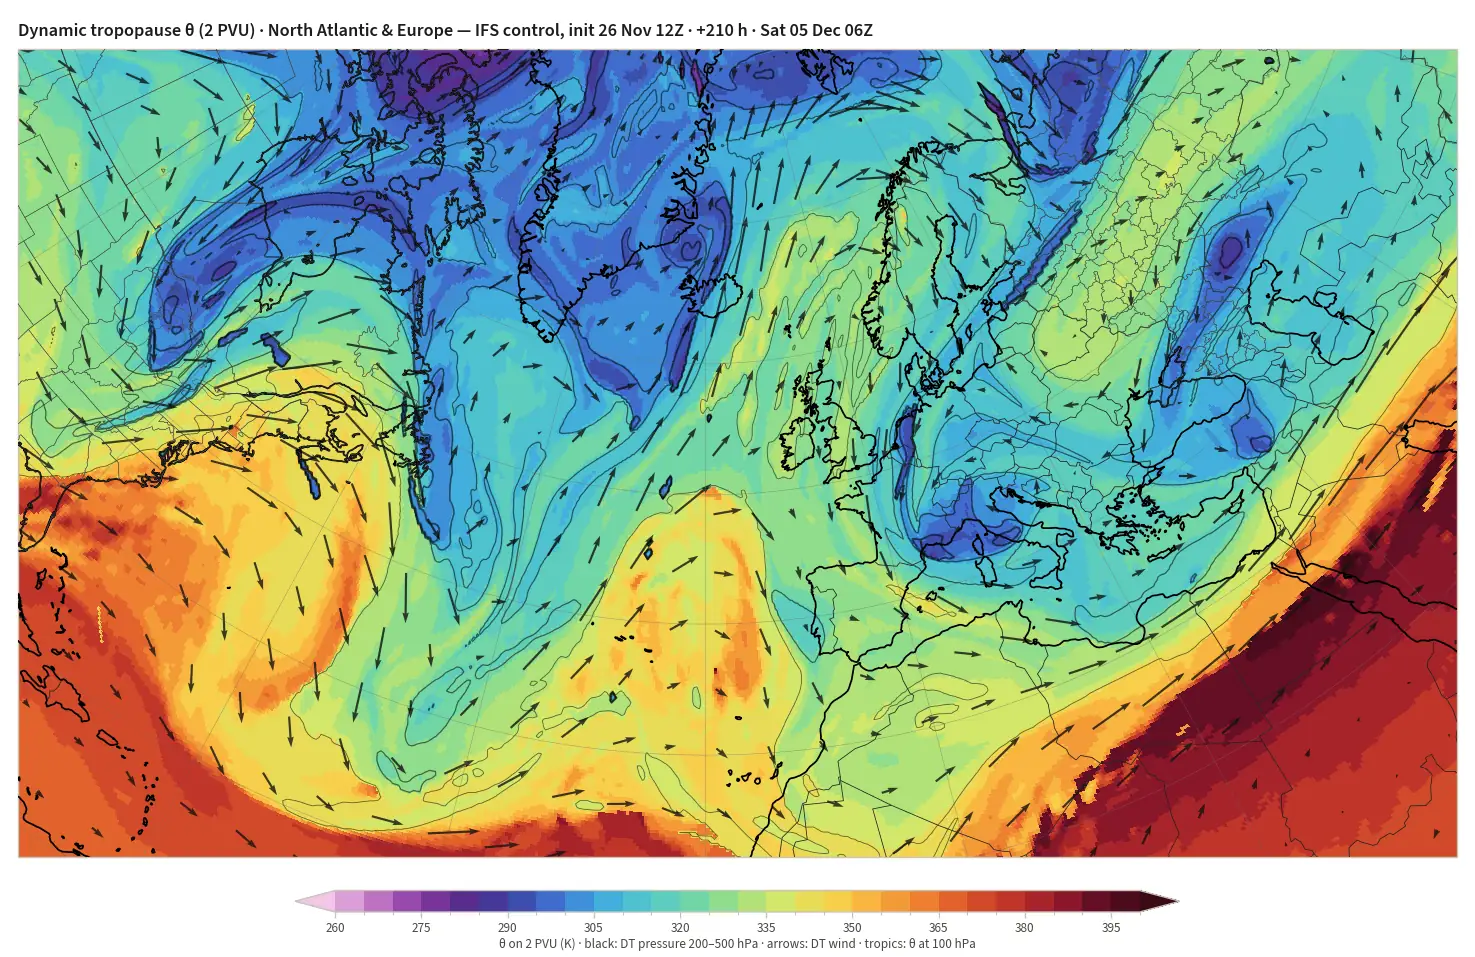 Dynamic tropopause θ (2 PVU) · North Atlantic & Europe — IFS control, init 26 Nov 12Z · +210 h · Sat 05 Dec 06Z
260 275 290 305 320 335 350 365 380 395
θ on 2 PVU (K) · black: DT pressure 200–500 hPa · arrows: DT wind · tropics: θ at 100 hPa